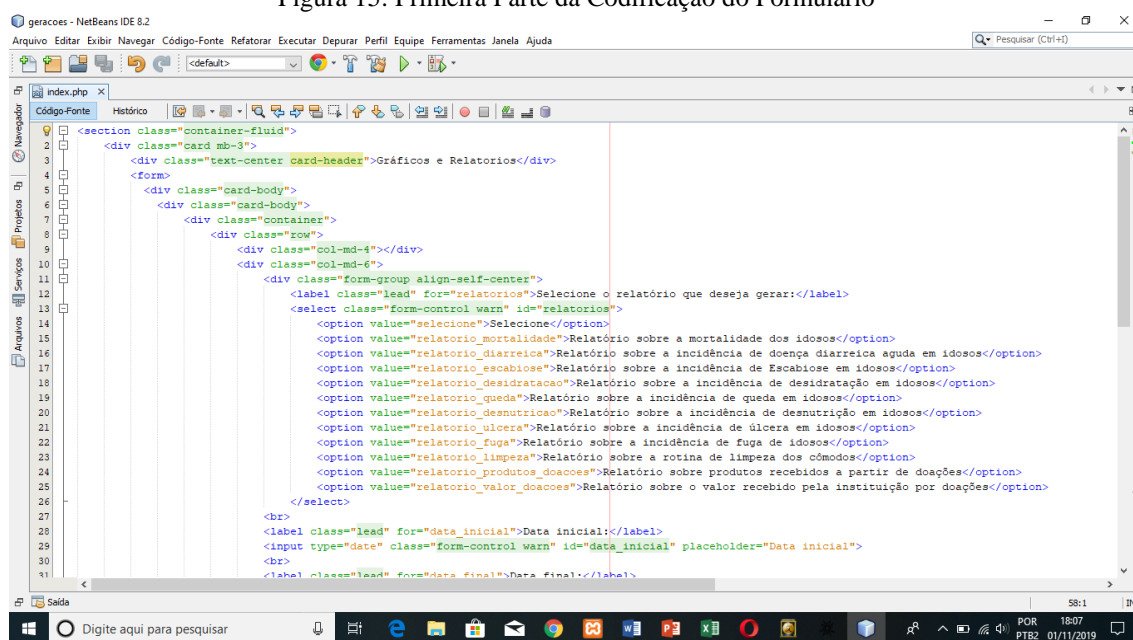 Figura 15: Primeira Parte da Codificação do Formulário
geracoes - NetBeans IDE 8.2
Arquivo Editar Exibir Navegar Código-Fonte Refatorar Executar Depurar Perfil Equipe Ferramentas Janela Ajuda
Pesquisar (Ctrl+I)
<default>
index.php
Código-Fonte Histórico
Navegador
Projetos
Serviços
Arquivos
<section class="container-fluid">
2 <div class="card mb-3">
3 <div class="text-center card-header">Gráficos e Relatorios</div>
4 <form>
5 <div class="card-body">
6 <div class="card-body">
7 <div class="container">
8 <div class="row">
9 <div class="col-md-4"></div>
10 <div class="col-md-6">
11 <div class="form-group align-self-center">
12 <label class="lead" for="relatorios">Selecione o relatório que deseja gerar:</label>
13 <select class="form-control warn" id="relatorios">
14 <option value="selecione">Selecione</option>
15 <option value="relatorio_mortalidade">Relatório sobre a mortalidade dos idosos</option>
16 <option value="relatorio_diarreica">Relatório sobre a incidência de doença diarreica aguda em idosos</option>
17 <option value="relatorio_escabiose">Relatório sobre a incidência de Escabiose em idosos</option>
18 <option value="relatorio_desidratacao">Relatório sobre a incidência de desidratação em idosos</option>
19 <option value="relatorio_queda">Relatório sobre a incidência de queda em idosos</option>
20 <option value="relatorio_desnutricao">Relatório sobre a incidência de desnutrição em idosos</option>
21 <option value="relatorio_ulcera">Relatório sobre a incidência de úlcera em idosos</option>
22 <option value="relatorio_fuga">Relatório sobre a incidência de fuga de idosos</option>
23 <option value="relatorio_limpeza">Relatório sobre a rotina de limpeza dos cômodos</option>
24 <option value="relatorio_produtos_doacoes">Relatório sobre produtos recebidos a partir de doações</option>
25 <option value="relatorio_valor_doacoes">Relatório sobre o valor recebido pela instituição por doações</option>
26 </select>
27 <br>
28 <label class="lead" for="data_inicial">Data inicial:</label>
29 <input type="date" class="form-control warn" id="data_inicial" placeholder="Data inicial">
30 <br>
31 <label class="lead" for="data_final">Data final:</label>
Saída
58:1
Digite aqui para pesquisar
POR 18:07
PTB2 01/11/2019